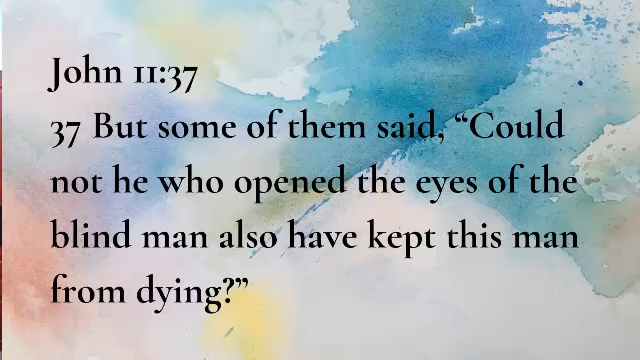 John 11:37
37 But some of them said, “Could
not he who opened the eyes of the
blind man also have kept this man
from dying?”